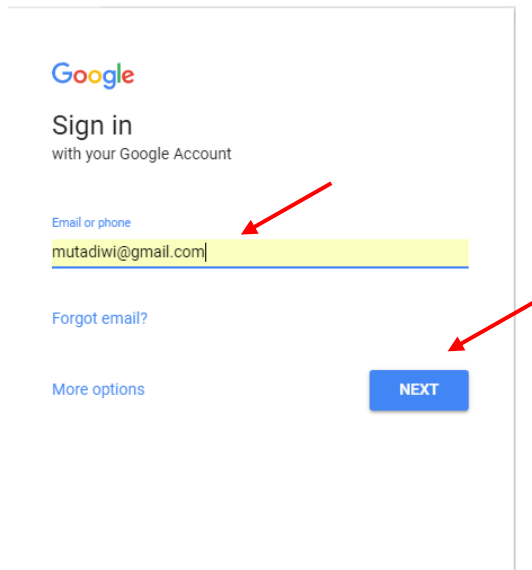 Google
Sign in
with your Google Account
Email or phone
mutadiwi@gmail.com
Forgot email?
More options
NEXT